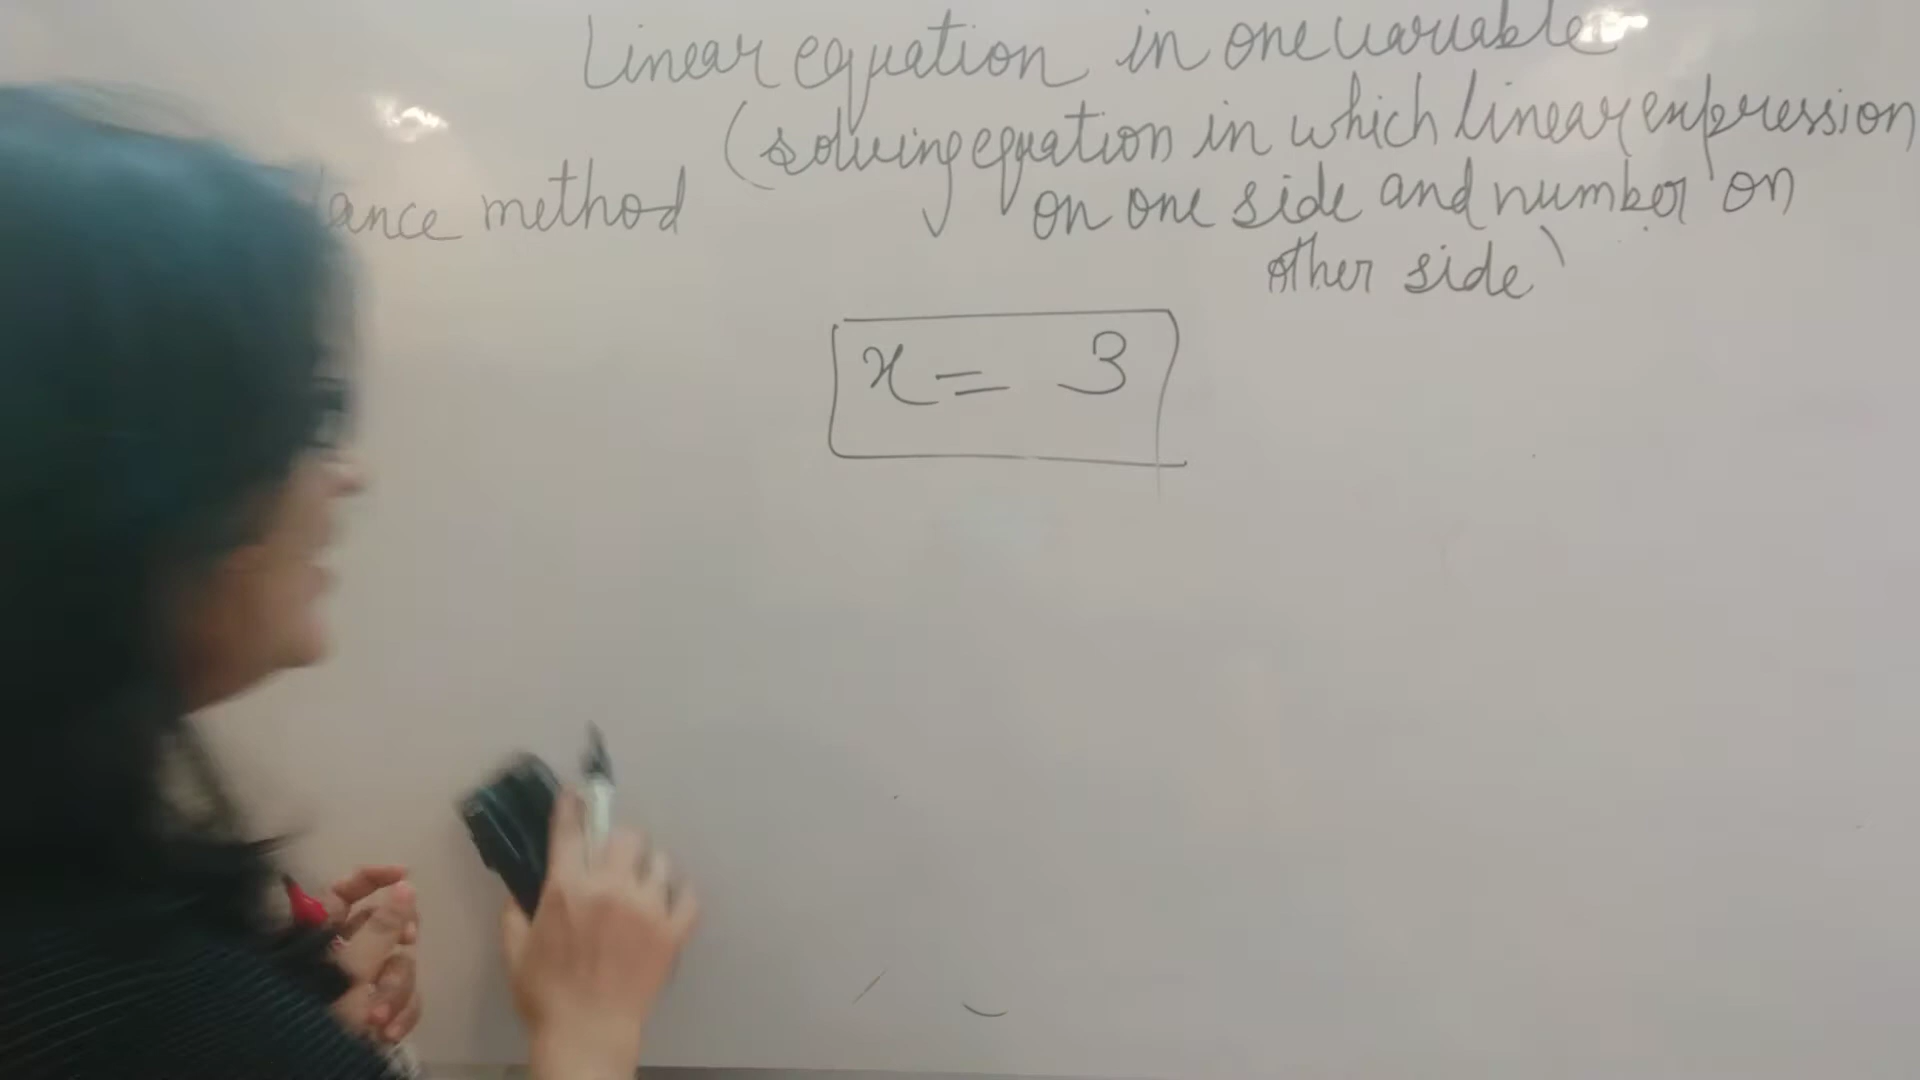 Linear equation in one variable
(solving equation in which linear expression
on one side and number on
other side)
method
x = 3